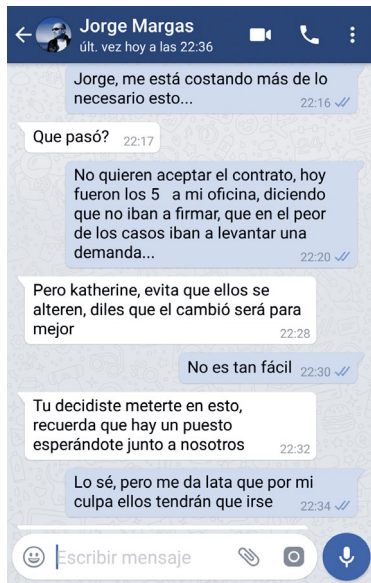 Jorge Margas
últ. vez hoy a las 22:36
Jorge, me está costando más de lo
necesario esto...
22:16
Que pasó? 22:17
No quieren aceptar el contrato, hoy
fueron los 5 a mi oficina, diciendo
que no iban a firmar, que en el peor
de los casos iban a levantar una
demanda...
22:20
Pero katherine, evita que ellos se
alteren, diles que el cambió será para
mejor
22:28
No es tan fácil 22:30
Tu decidiste meterte en esto,
recuerda que hay un puesto
esperándote junto a nosotros 22:32
Lo sé, pero me da lata que por mi
culpa ellos tendrán que irse 22:34
Escribir mensaje